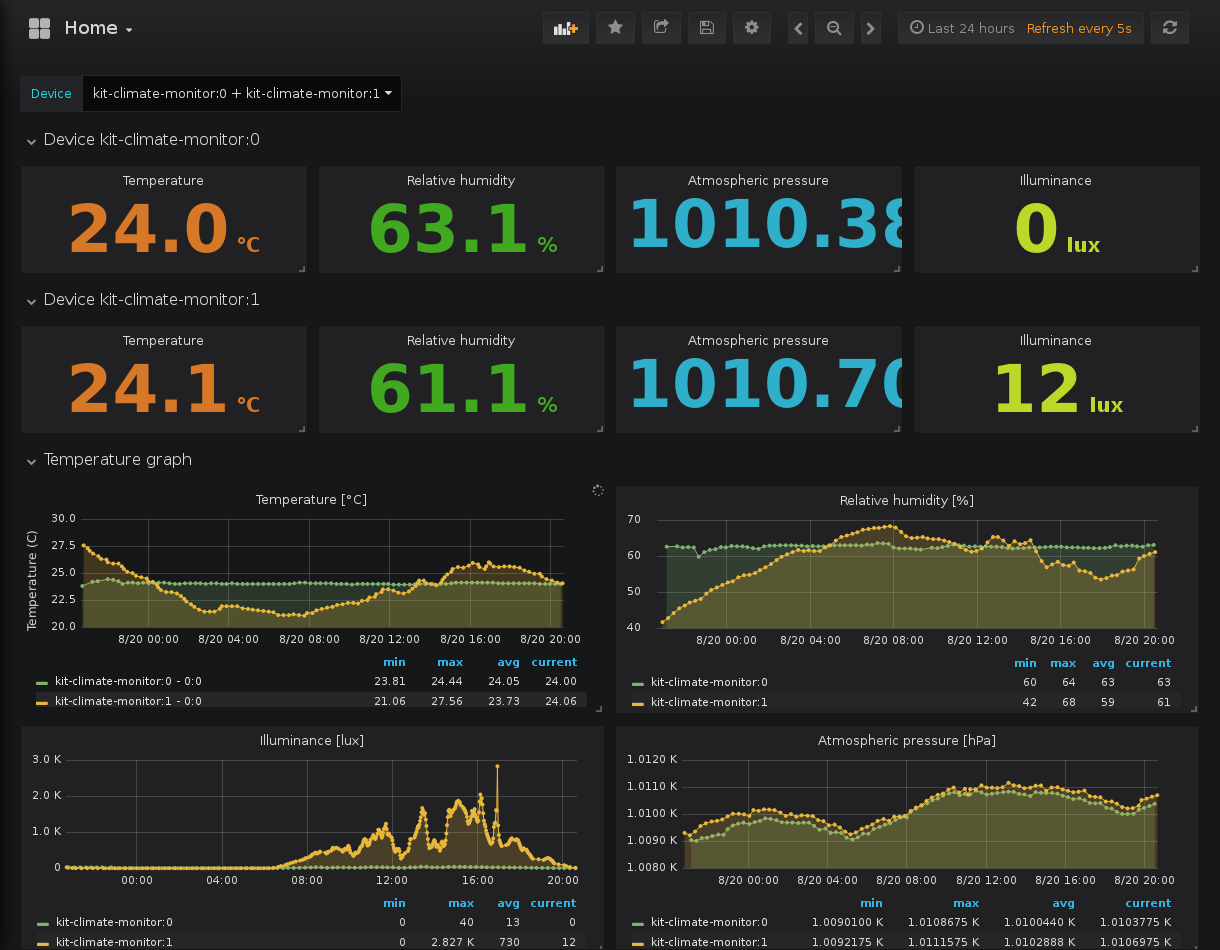 Home
Last 24 hours Refresh every 5s
Device kit-climate-monitor:0 + kit-climate-monitor:1
Device kit-climate-monitor:0
Temperature Relative humidity Atmospheric pressure Illuminance
24.0 °C 63.1 % 1010.38 0 lux
Device kit-climate-monitor:1
Temperature Relative humidity Atmospheric pressure Illuminance
24.1 °C 61.1 % 1010.70 12 lux
Temperature graph
Temperature [°C]
Temperature (C)
30.0
27.5
25.0
22.5
20.0
8/20 00:00 8/20 04:00 8/20 08:00 8/20 12:00 8/20 16:00 8/20 20:00
min max avg current
kit-climate-monitor:0 - 0:0 23.81 24.44 24.05 24.00
kit-climate-monitor:1 - 0:0 21.06 27.56 23.73 24.06
Relative humidity [%]
70
60
50
40
8/20 00:00 8/20 04:00 8/20 08:00 8/20 12:00 8/20 16:00 8/20 20:00
min max avg current
kit-climate-monitor:0 60 64 63 63
kit-climate-monitor:1 42 68 59 61
Illuminance [lux]
3.0 K
2.0 K
1.0 K
0
00:00 04:00 08:00 12:00 16:00 20:00
min max avg current
kit-climate-monitor:0 0 40 13 0
kit-climate-monitor:1 0 2.827 K 730 12
Atmospheric pressure [hPa]
1.0120 K
1.0110 K
1.0100 K
1.0090 K
1.0080 K
8/20 00:00 8/20 04:00 8/20 08:00 8/20 12:00 8/20 16:00 8/20 20:00
min max avg current
kit-climate-monitor:0 1.0090100 K 1.0108675 K 1.0100440 K 1.0103775 K
kit-climate-monitor:1 1.0092175 K 1.0111575 K 1.0102888 K 1.0106975 K